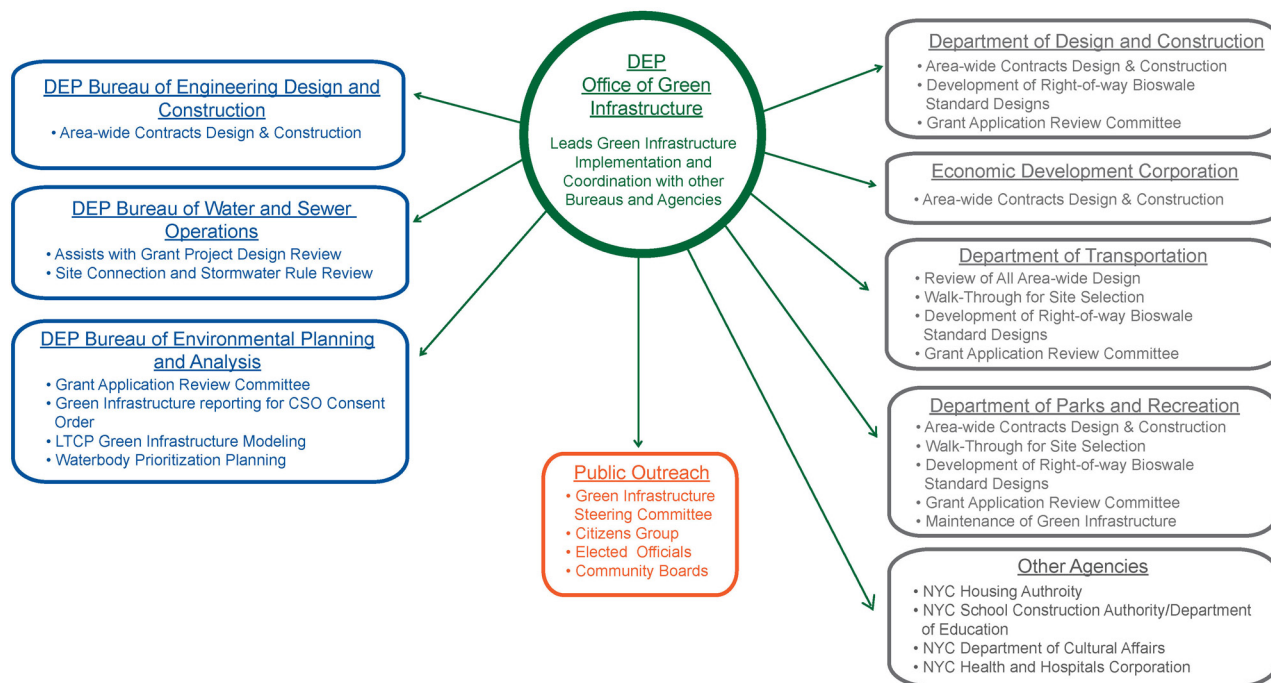 DEP
Office of Green
Infrastructure
Leads Green Infrastructure
Implementation and
Coordination with other
Bureaus and Agencies
DEP Bureau of Engineering Design and
Construction
• Area-wide Contracts Design & Construction
DEP Bureau of Water and Sewer
Operations
• Assists with Grant Project Design Review
• Site Connection and Stormwater Rule Review
DEP Bureau of Environmental Planning
and Analysis
• Grant Application Review Committee
• Green Infrastructure reporting for CSO Consent
Order
• LTCP Green Infrastructure Modeling
• Waterbody Prioritization Planning
Public Outreach
• Green Infrastructure
Steering Committee
• Citizens Group
• Elected Officials
• Community Boards
Department of Design and Construction
• Area-wide Contracts Design & Construction
• Development of Right-of-way Bioswale
Standard Designs
• Grant Application Review Committee
Economic Development Corporation
• Area-wide Contracts Design & Construction
Department of Transportation
• Review of All Area-wide Design
• Walk-Through for Site Selection
• Development of Right-of-way Bioswale
Standard Designs
• Grant Application Review Committee
Department of Parks and Recreation
• Area-wide Contracts Design & Construction
• Walk-Through for Site Selection
• Development of Right-of-way Bioswale
Standard Designs
• Grant Application Review Committee
• Maintenance of Green Infrastructure
Other Agencies
• NYC Housing Authroity
• NYC School Construction Authority/Department
of Education
• NYC Department of Cultural Affairs
• NYC Health and Hospitals Corporation